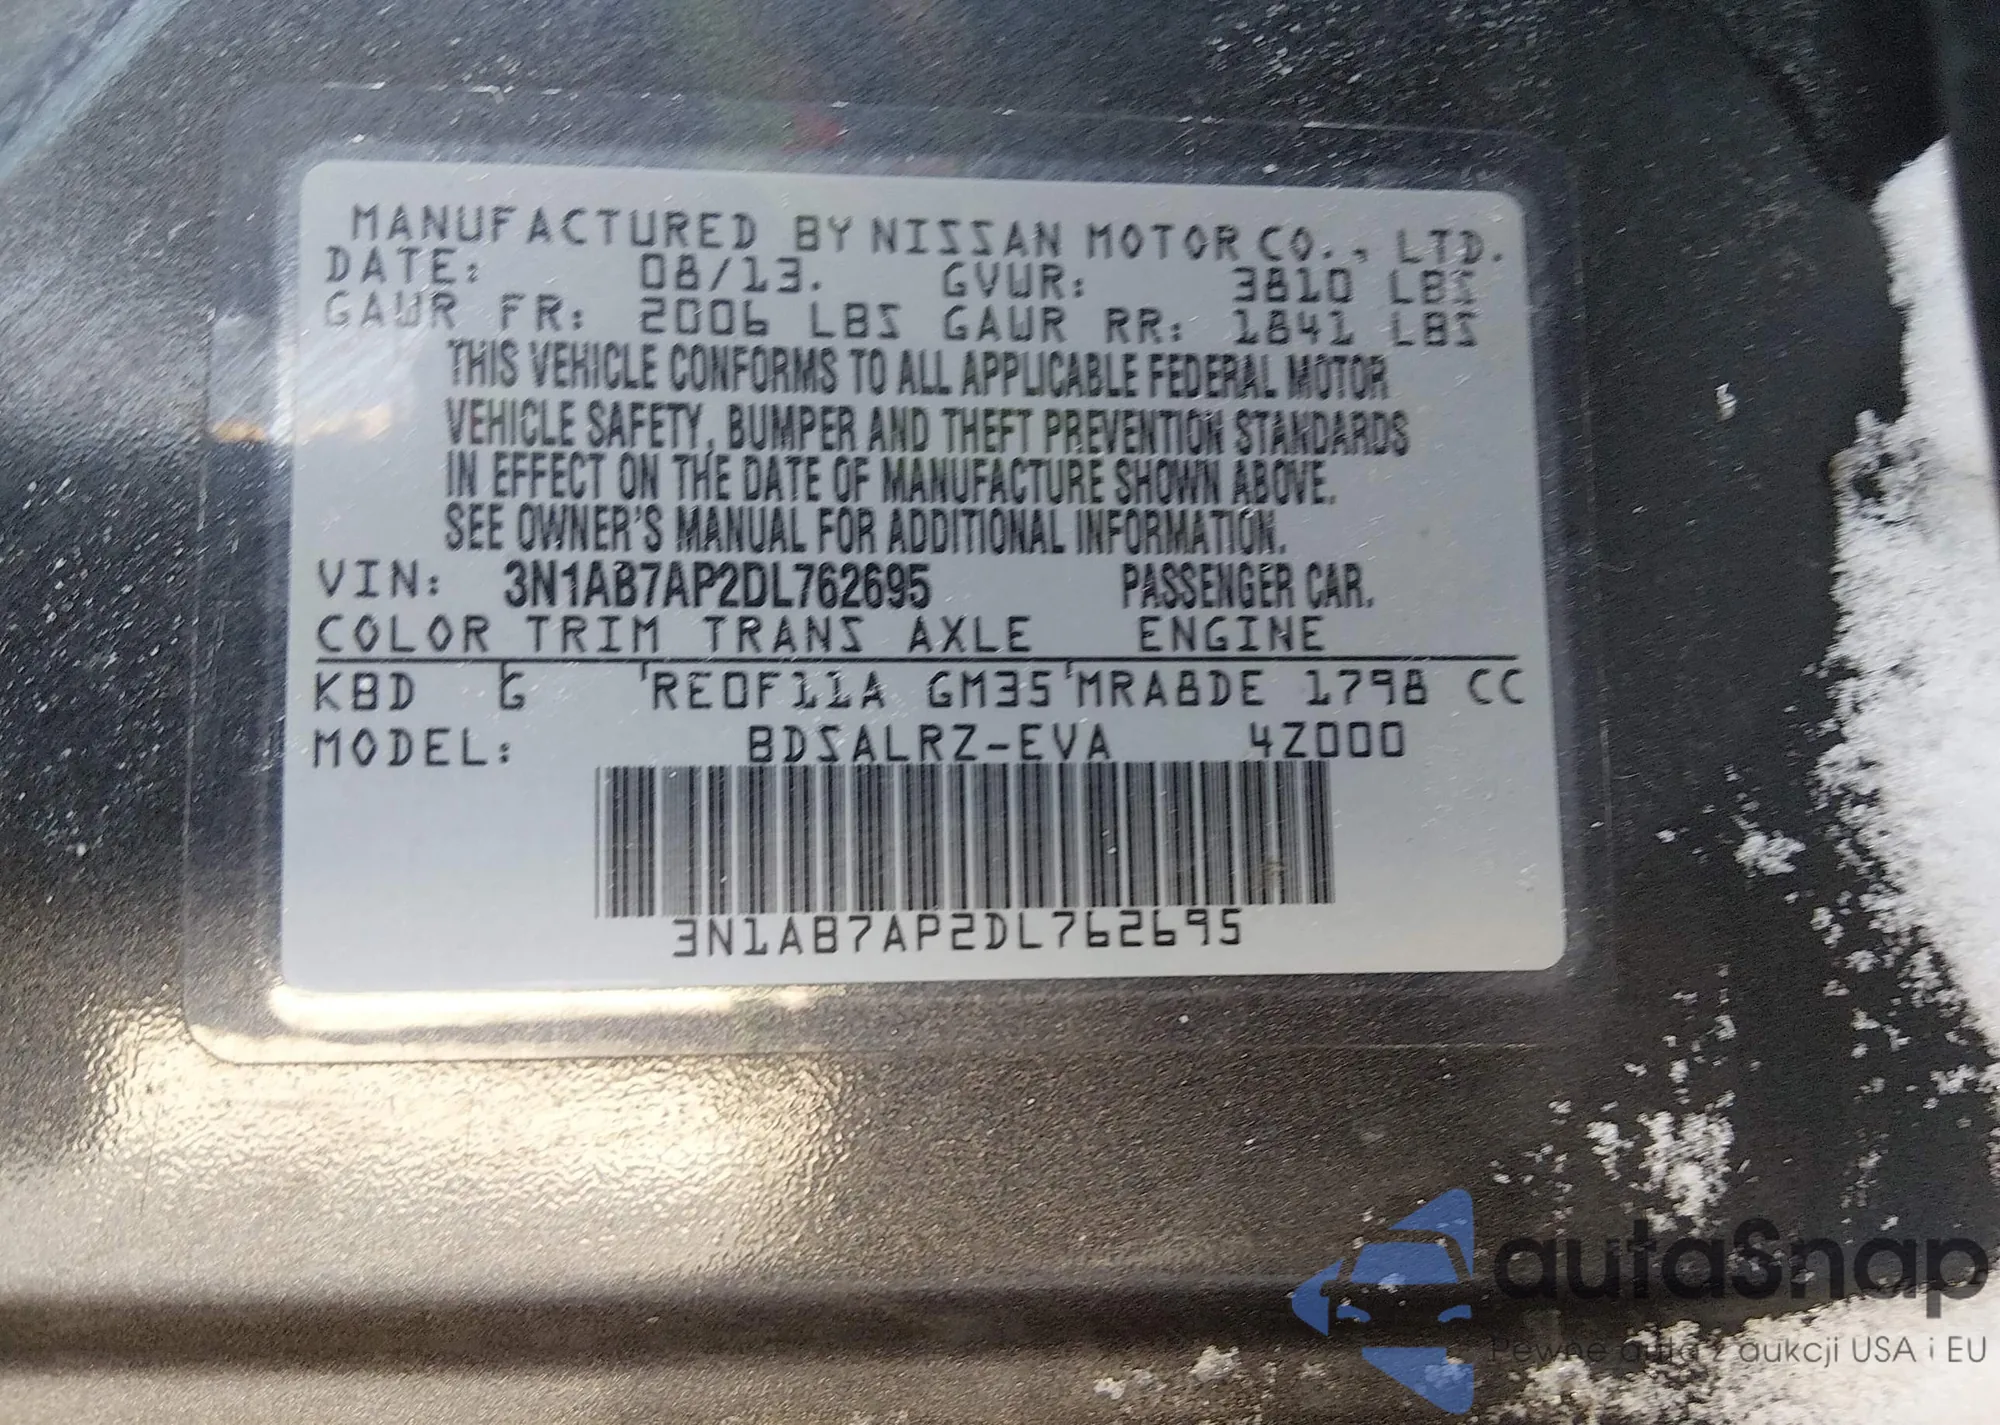 MANUFACTURED BY NISSAN MOTOR CO., LTD.
DATE: 08/13. GVWR: 3810 LBS
GAWR FR: 2006 LBS GAWR RR: 1841 LBS
THIS VEHICLE CONFORMS TO ALL APPLICABLE FEDERAL MOTOR
VEHICLE SAFETY, BUMPER AND THEFT PREVENTION STANDARDS
IN EFFECT ON THE DATE OF MANUFACTURE SHOWN ABOVE.
SEE OWNER'S MANUAL FOR ADDITIONAL INFORMATION.
VIN: 3N1AB7AP2DL762695 PASSENGER CAR.
COLOR TRIM TRANS AXLE ENGINE
KBD G 'RE0F11A GM35'MRA8DE 1798 CC
MODEL: BDSALRZ-EVA 4Z000
3N1AB7AP2DL762695
autaSnap
Pewne auta z aukcji USA i EU